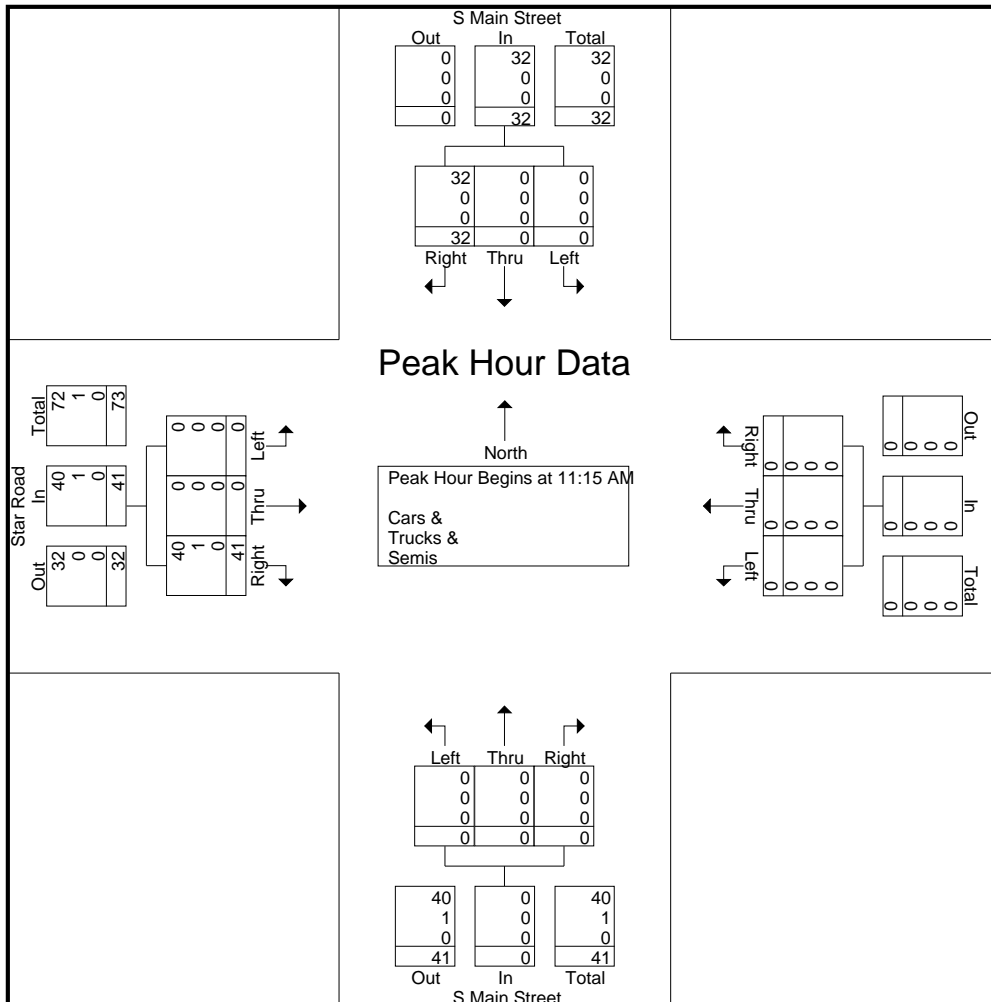 S Main Street
Out In Total
0 32 32
0 0 0
0 0 0
0 32 32
32 0 0
0 0 0
0 0 0
32 0 0
Right Thru Left
Peak Hour Data
North
Peak Hour Begins at 11:15 AM
Cars &
Trucks &
Semis
Star Road
Total
72 1 0 73
In
40 1 0 41
Out
32 0 0 32
Left
0 0 0 0
Thru
0 0 0 0
Right
40 1 0 41
Right
0 0 0 0
Thru
0 0 0 0
Left
0 0 0 0
Out
0 0 0 0
In
0 0 0 0
Total
0 0 0 0
Left Thru Right
0 0 0
0 0 0
0 0 0
0 0 0
40 0 40
1 0 1
0 0 0
41 0 41
Out In Total
S Main Street